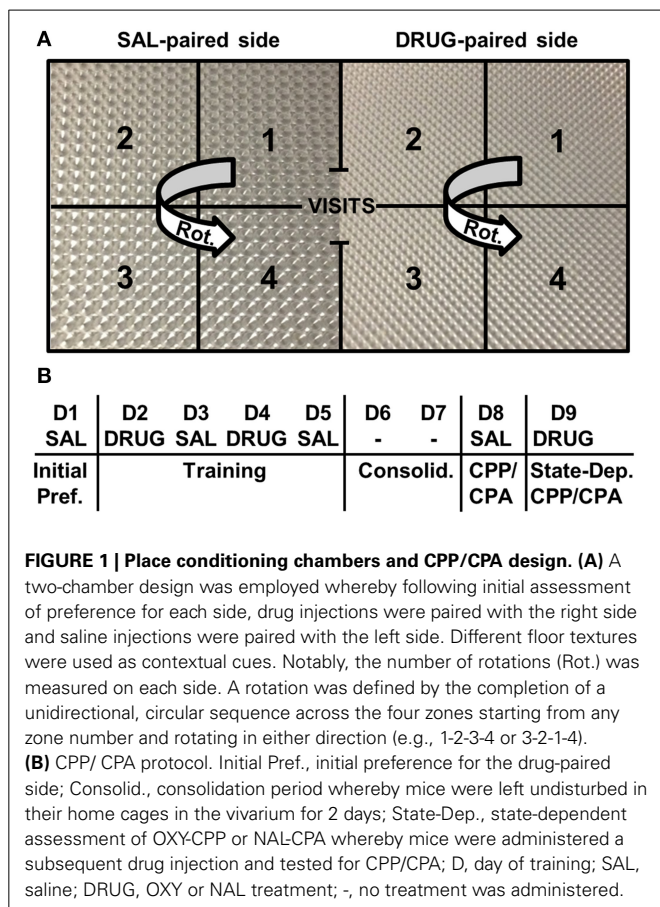 A
SAL-paired side DRUG-paired side
2 1 2 1
VISITS
Rot. Rot.
3 4 3 4
B
D1 D2 D3 D4 D5 D6 D7 D8 D9
SAL DRUG SAL DRUG SAL - - SAL DRUG
Initial Training Consolid. CPP/ State-Dep.
Pref. CPA CPP/CPA
FIGURE 1 | Place conditioning chambers and CPP/CPA design. (A) A
two-chamber design was employed whereby following initial assessment
of preference for each side, drug injections were paired with the right side
and saline injections were paired with the left side. Different floor textures
were used as contextual cues. Notably, the number of rotations (Rot.) was
measured on each side. A rotation was defined by the completion of a
unidirectional, circular sequence across the four zones starting from any
zone number and rotating in either direction (e.g., 1-2-3-4 or 3-2-1-4).
(B) CPP/ CPA protocol. Initial Pref., initial preference for the drug-paired
side; Consolid., consolidation period whereby mice were left undisturbed in
their home cages in the vivarium for 2 days; State-Dep., state-dependent
assessment of OXY-CPP or NAL-CPA whereby mice were administered a
subsequent drug injection and tested for CPP/CPA; D, day of training; SAL,
saline; DRUG, OXY or NAL treatment; -, no treatment was administered.